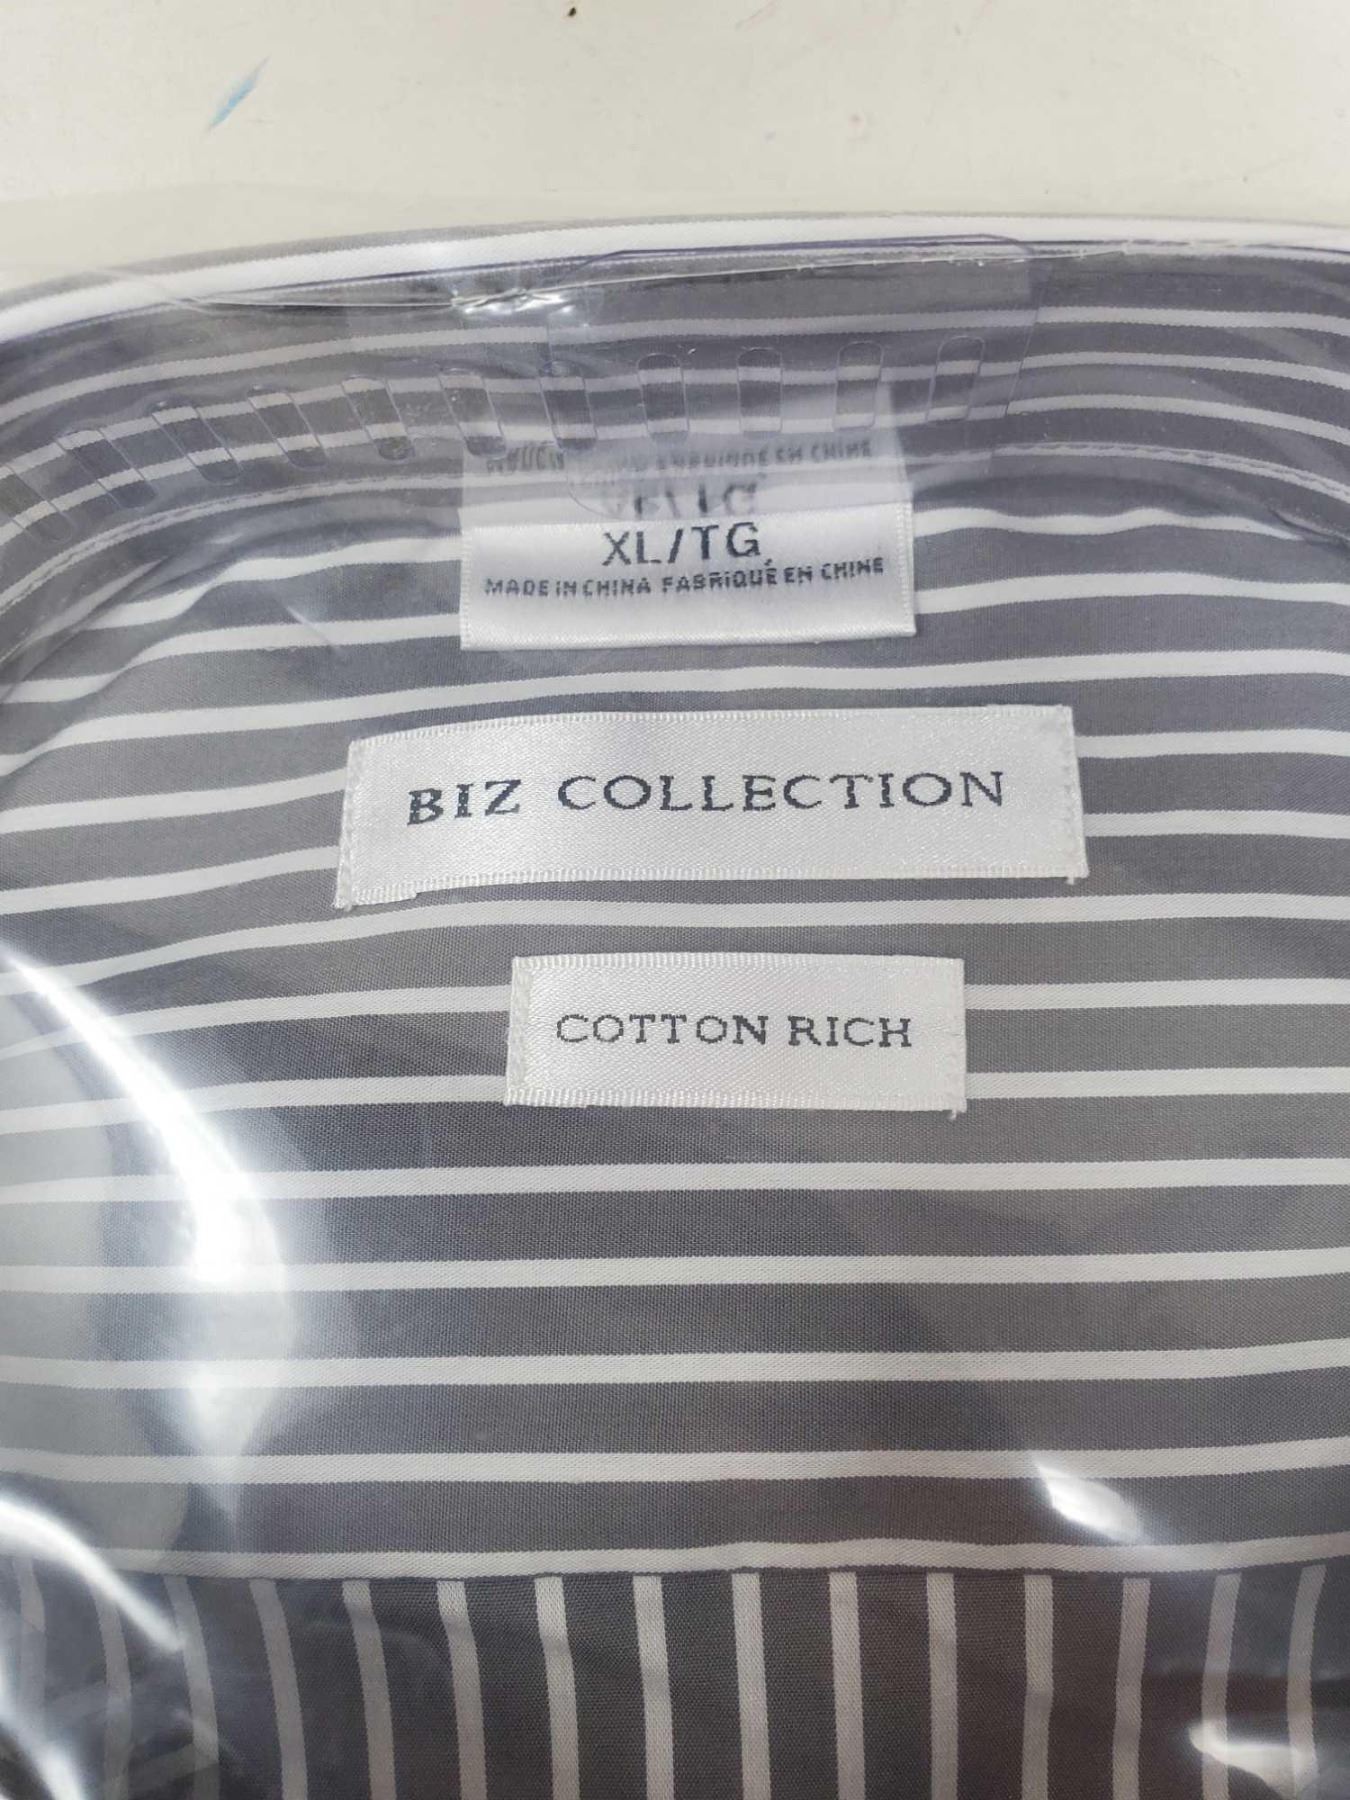 XL/TG
MADE IN CHINA FABRIQUÉ EN CHINE
BIZ COLLECTION
COTTON RICH